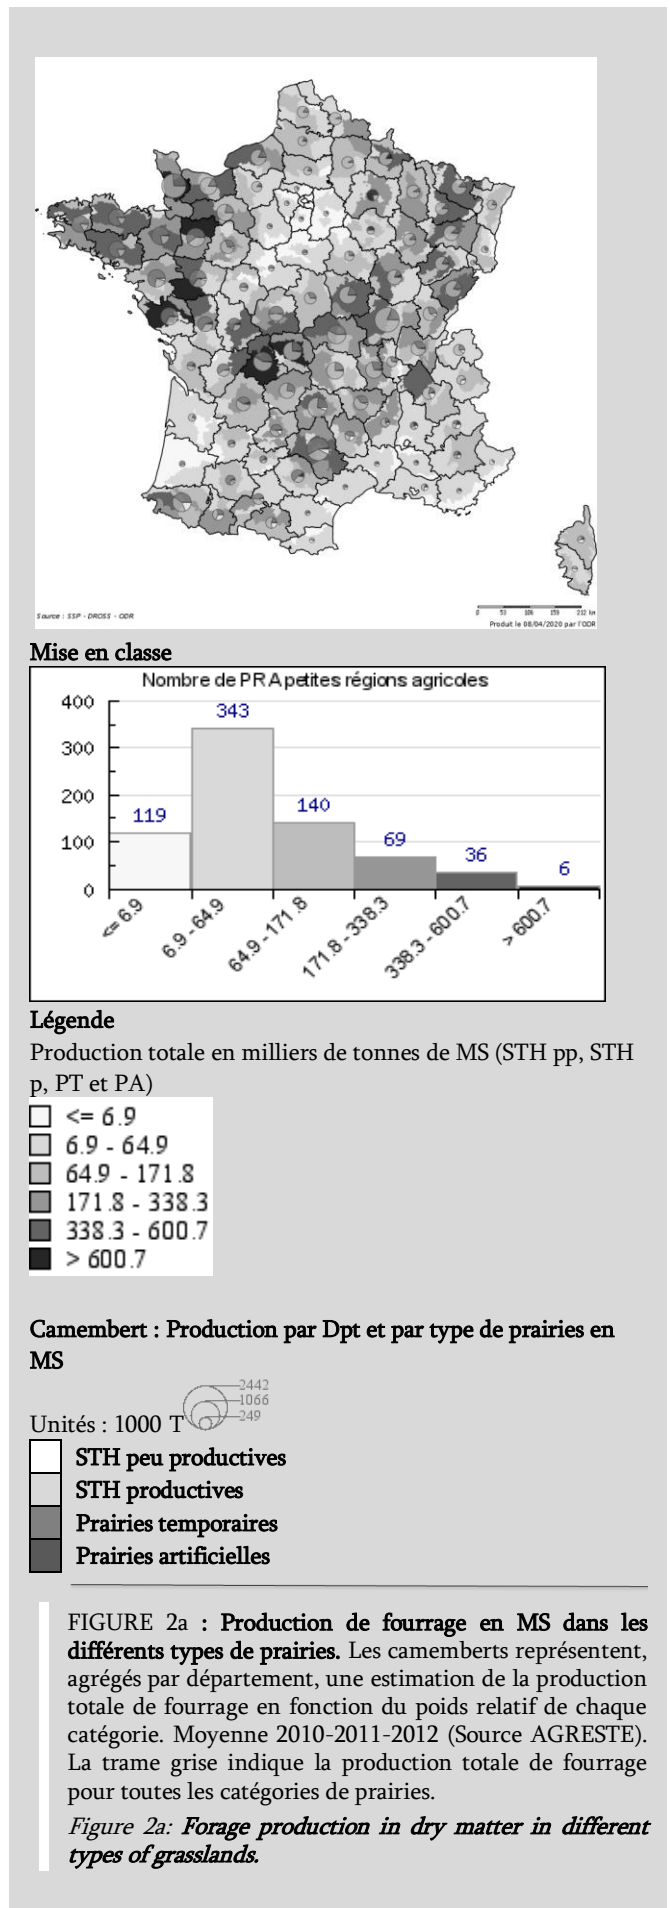 Source : SSP - DROSS - ODR
0 53 106 159 212 km
Produit le 08/04/2020 par l'ODR
Mise en classe
Nombre de PRA petites régions agricoles
400
300
200
100
0
119
343
140
69
36
6
<= 6.9
6.9 - 64.9
64.9 - 171.8
171.8 - 338.3
338.3 - 600.7
> 600.7
Légende
Production totale en milliers de tonnes de MS (STH pp, STH
p, PT et PA)
<= 6.9
6.9 - 64.9
64.9 - 171.8
171.8 - 338.3
338.3 - 600.7
> 600.7
Camembert : Production par Dpt et par type de prairies en
MS
2442
1066
249
Unités : 1000 T
STH peu productives
STH productives
Prairies temporaires
Prairies artificielles
FIGURE 2a : Production de fourrage en MS dans les
différents types de prairies. Les camemberts représentent,
agrégés par département, une estimation de la production
totale de fourrage en fonction du poids relatif de chaque
catégorie. Moyenne 2010-2011-2012 (Source AGRESTE).
La trame grise indique la production totale de fourrage
pour toutes les catégories de prairies.
Figure 2a: Forage production in dry matter in different
types of grasslands.